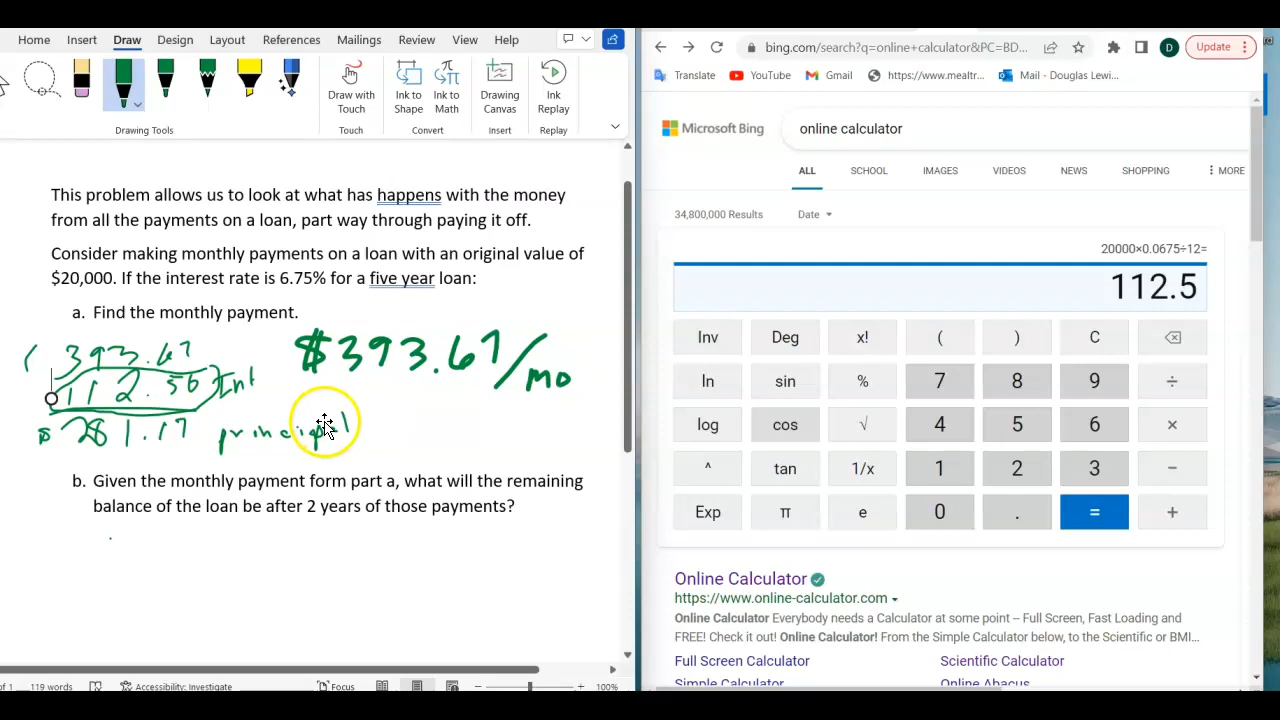 Home Insert Draw Design Layout References Mailings Review View Help
Draw with Touch
Ink to Shape
Ink to Math
Drawing Canvas
Ink Replay
Drawing Tools Touch Convert Insert Replay
This problem allows us to look at what has happens with the money
from all the payments on a loan, part way through paying it off.
Consider making monthly payments on a loan with an original value of
$20,000. If the interest rate is 6.75% for a five year loan:
a. Find the monthly payment.
393.67
$393.67/mo
112.50 Int
$281.17 principal
b. Given the monthly payment form part a, what will the remaining
balance of the loan be after 2 years of those payments?
of 1 119 words Accessibility: Investigate Focus 100%
bing.com/search?q=online+calculator&PC=BD... D Update
Translate YouTube Gmail https://www.mealtr... Mail - Douglas Lewi...
Microsoft Bing online calculator
ALL SCHOOL IMAGES VIDEOS NEWS SHOPPING MORE
34,800,000 Results Date
20000×0.0675÷12=
112.5
Inv Deg x! ( ) C
ln sin % 7 8 9 ÷
log cos √ 4 5 6 ×
^ tan 1/x 1 2 3 −
Exp π e 0 . = +
Online Calculator
https://www.online-calculator.com
Online Calculator Everybody needs a Calculator at some point – Full Screen, Fast Loading and
FREE! Check it out! Online Calculator! From the Simple Calculator below, to the Scientific or BMI...
Full Screen Calculator Scientific Calculator
Simple Calculator Online Abacus